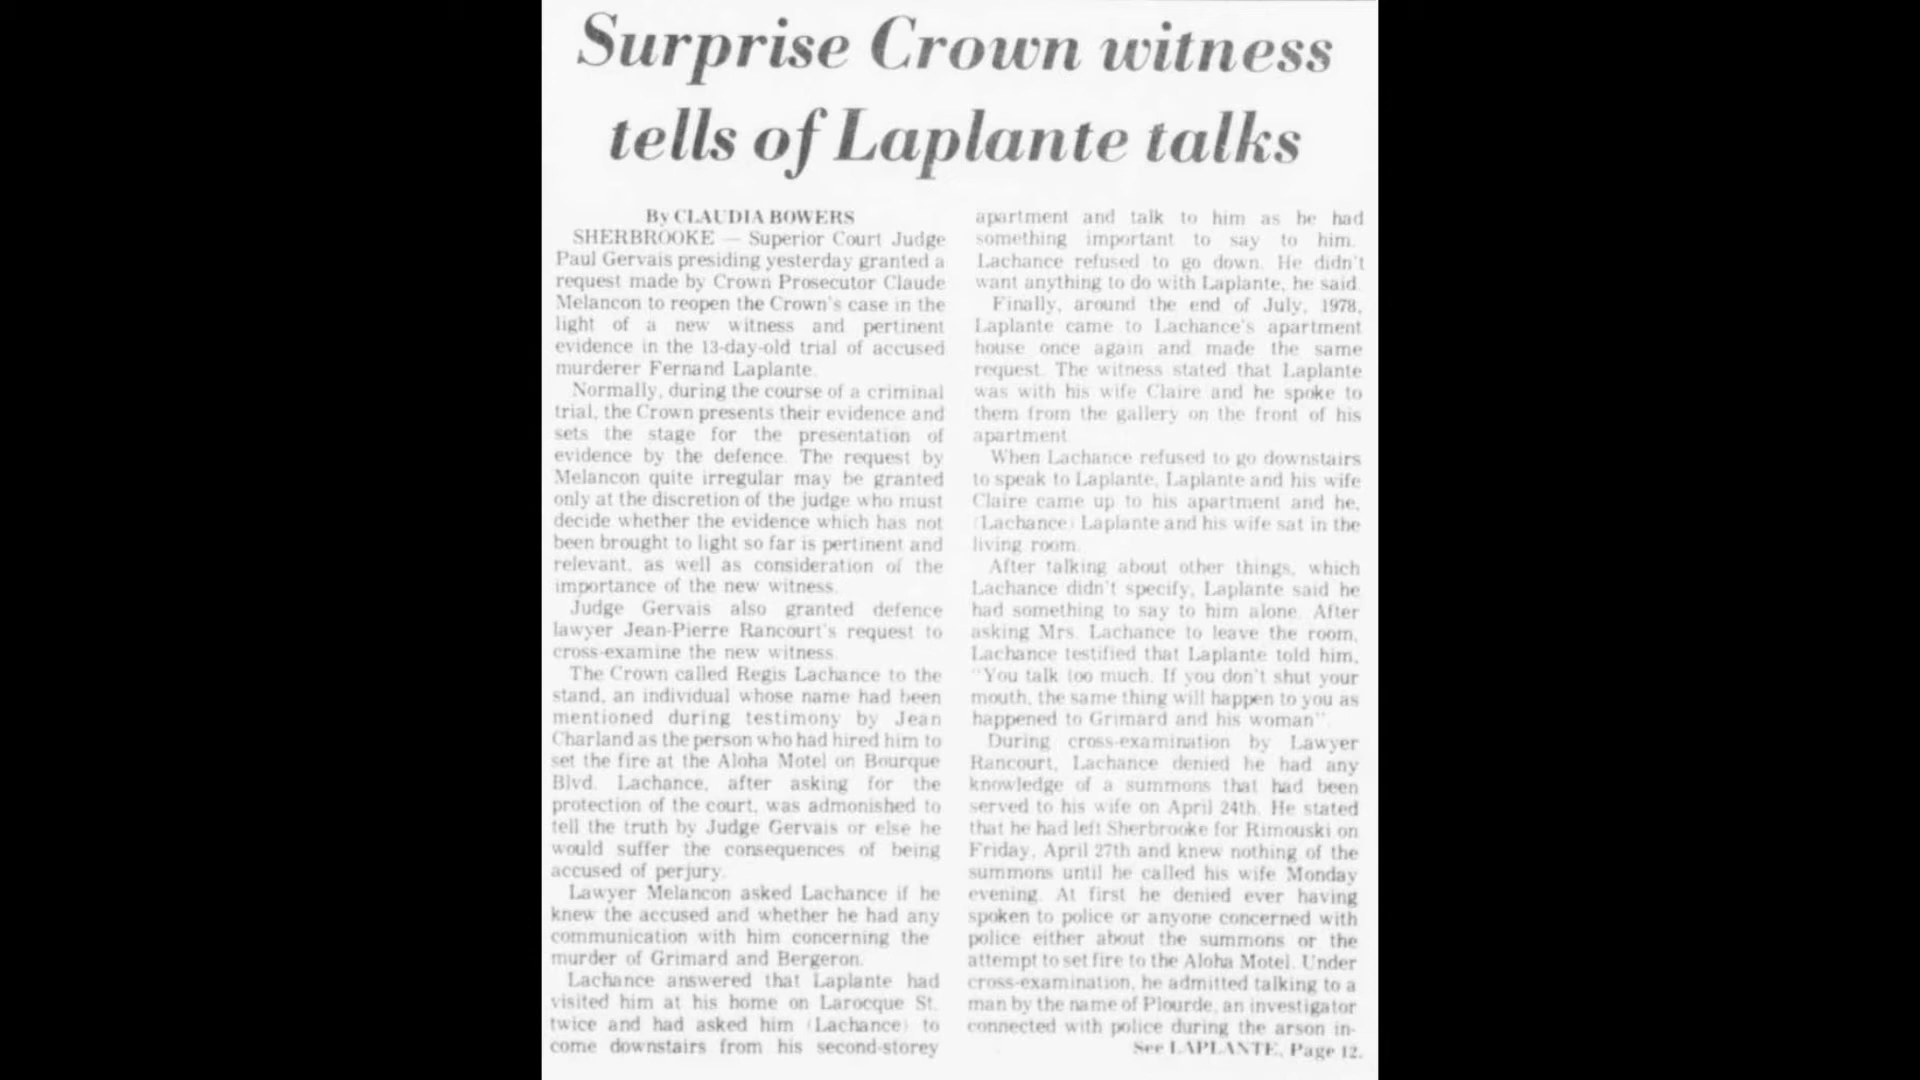 Surprise Crown witness
tells of Laplante talks
By CLAUDIA BOWERS
SHERBROOKE — Superior Court Judge
Paul Gervais presiding yesterday granted a
request made by Crown Prosecutor Claude
Melancon to reopen the Crown's case in the
light of a new witness and pertinent
evidence in the 13-day-old trial of accused
murderer Fernand Laplante.
Normally, during the course of a criminal
trial, the Crown presents their evidence and
sets the stage for the presentation of
evidence by the defence. The request by
Melancon quite irregular may be granted
only at the discretion of the judge who must
decide whether the evidence which has not
been brought to light so far is pertinent and
relevant, as well as consideration of the
importance of the new witness.
Judge Gervais also granted defence
lawyer Jean-Pierre Rancourt's request to
cross-examine the new witness.
The Crown called Regis Lachance to the
stand, an individual whose name had been
mentioned during testimony by Jean
Charland as the person who had hired him to
set the fire at the Aloha Motel on Bourque
Blvd. Lachance, after asking for the
protection of the court, was admonished to
tell the truth by Judge Gervais or else he
would suffer the consequences of being
accused of perjury.
Lawyer Melancon asked Lachance if he
knew the accused and whether he had any
communication with him concerning the
murder of Grimard and Bergeron.
Lachance answered that Laplante had
visited him at his home on Larocque St.
twice and had asked him (Lachance) to
come downstairs from his second-storey
apartment and talk to him as he had
something important to say to him.
Lachance refused to go down. He didn't
want anything to do with Laplante, he said.
Finally, around the end of July, 1978,
Laplante came to Lachance's apartment
house once again and made the same
request. The witness stated that Laplante
was with his wife Claire and he spoke to
them from the gallery on the front of his
apartment.
When Lachance refused to go downstairs
to speak to Laplante, Laplante and his wife
Claire came up to his apartment and he,
(Lachance) Laplante and his wife sat in the
living room.
After talking about other things, which
Lachance didn't specify, Laplante said he
had something to say to him alone. After
asking Mrs. Lachance to leave the room,
Lachance testified that Laplante told him,
"You talk too much. If you don't shut your
mouth, the same thing will happen to you as
happened to Grimard and his woman".
During cross-examination by Lawyer
Rancourt, Lachance denied he had any
knowledge of a summons that had been
served to his wife on April 24th. He stated
that he had left Sherbrooke for Rimouski on
Friday, April 27th and knew nothing of the
summons until he called his wife Monday
evening. At first he denied ever having
spoken to police or anyone concerned with
police either about the summons or the
attempt to set fire to the Aloha Motel. Under
cross-examination, he admitted talking to a
man by the name of Plourde, an investigator
connected with police during the arson in-
See LAPLANTE, Page 12.